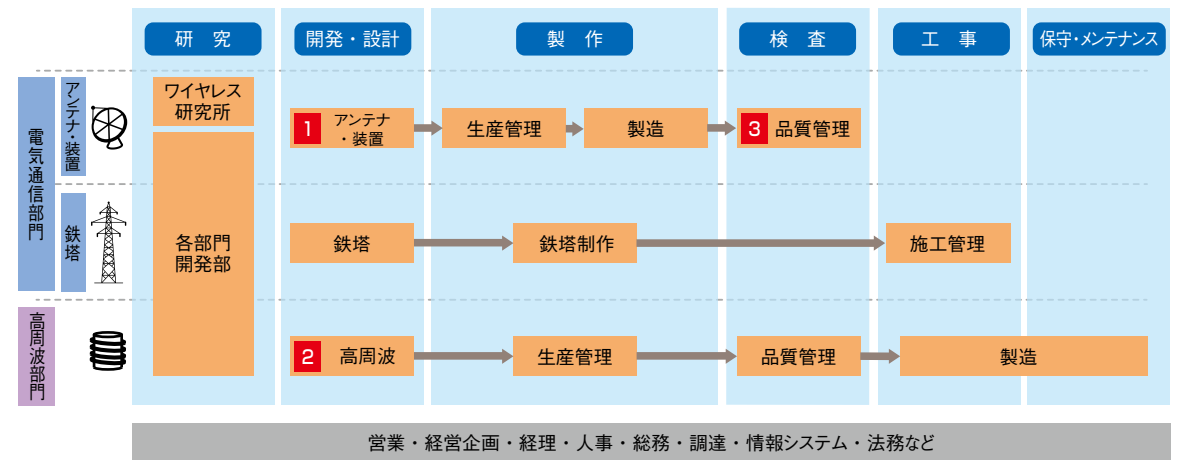 研 究
開発・設計
製 作
検 査
工 事
保守・メンテナンス
電気通信部門
アンテナ・装置
ワイヤレス
研究所
1 アンテナ
・装置
生産管理
製造
3 品質管理
鉄塔
各部門
開発部
鉄塔
鉄塔制作
施工管理
高周波部門
2 高周波
生産管理
品質管理
製造
営業・経営企画・経理・人事・総務・調達・情報システム・法務など